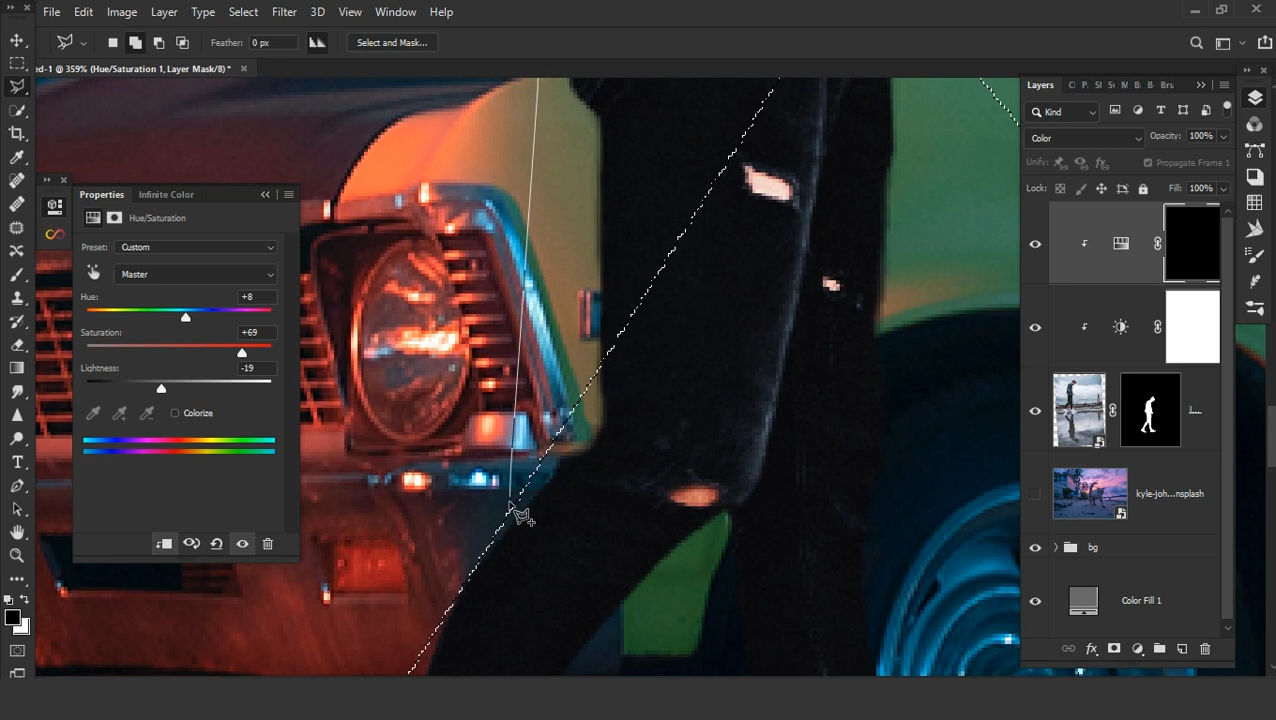 File Edit Image Layer Type Select Filter 3D View Window Help
Feather: 0 px Select and Mask...
ed-1 @ 359% (Hue/Saturation 1, Layer Mask/8) *
Properties Infinite Color
Hue/Saturation
Preset: Custom
Master
Hue: +8
Saturation: +69
Lightness: -19
Colorize
Layers
Kind
Color Opacity: 100%
Unify: Propagate Frame 1
Lock: Fill: 100%
kyle-joh...nsplash
bg
Color Fill 1